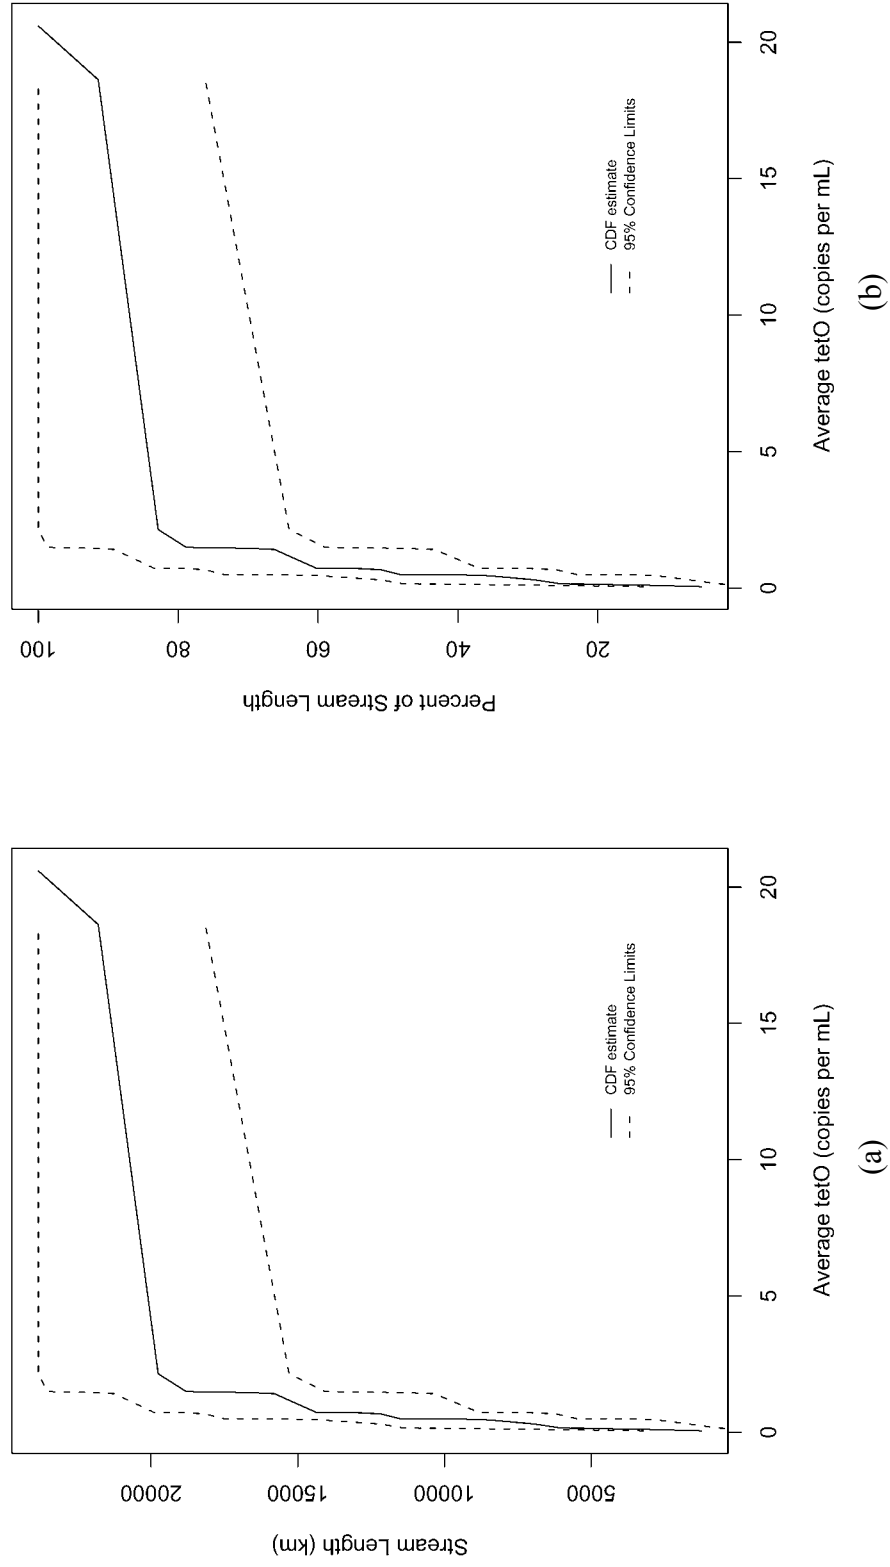 20
15
10
5
0
100
80
60
40
20
CDF estimate
95% Confidence Limits
Average tetO (copies per mL)
Percent of Stream Length
(b)
20
15
10
5
0
20000
15000
10000
5000
CDF estimate
95% Confidence Limits
Average tetO (copies per mL)
Stream Length (km)
(a)